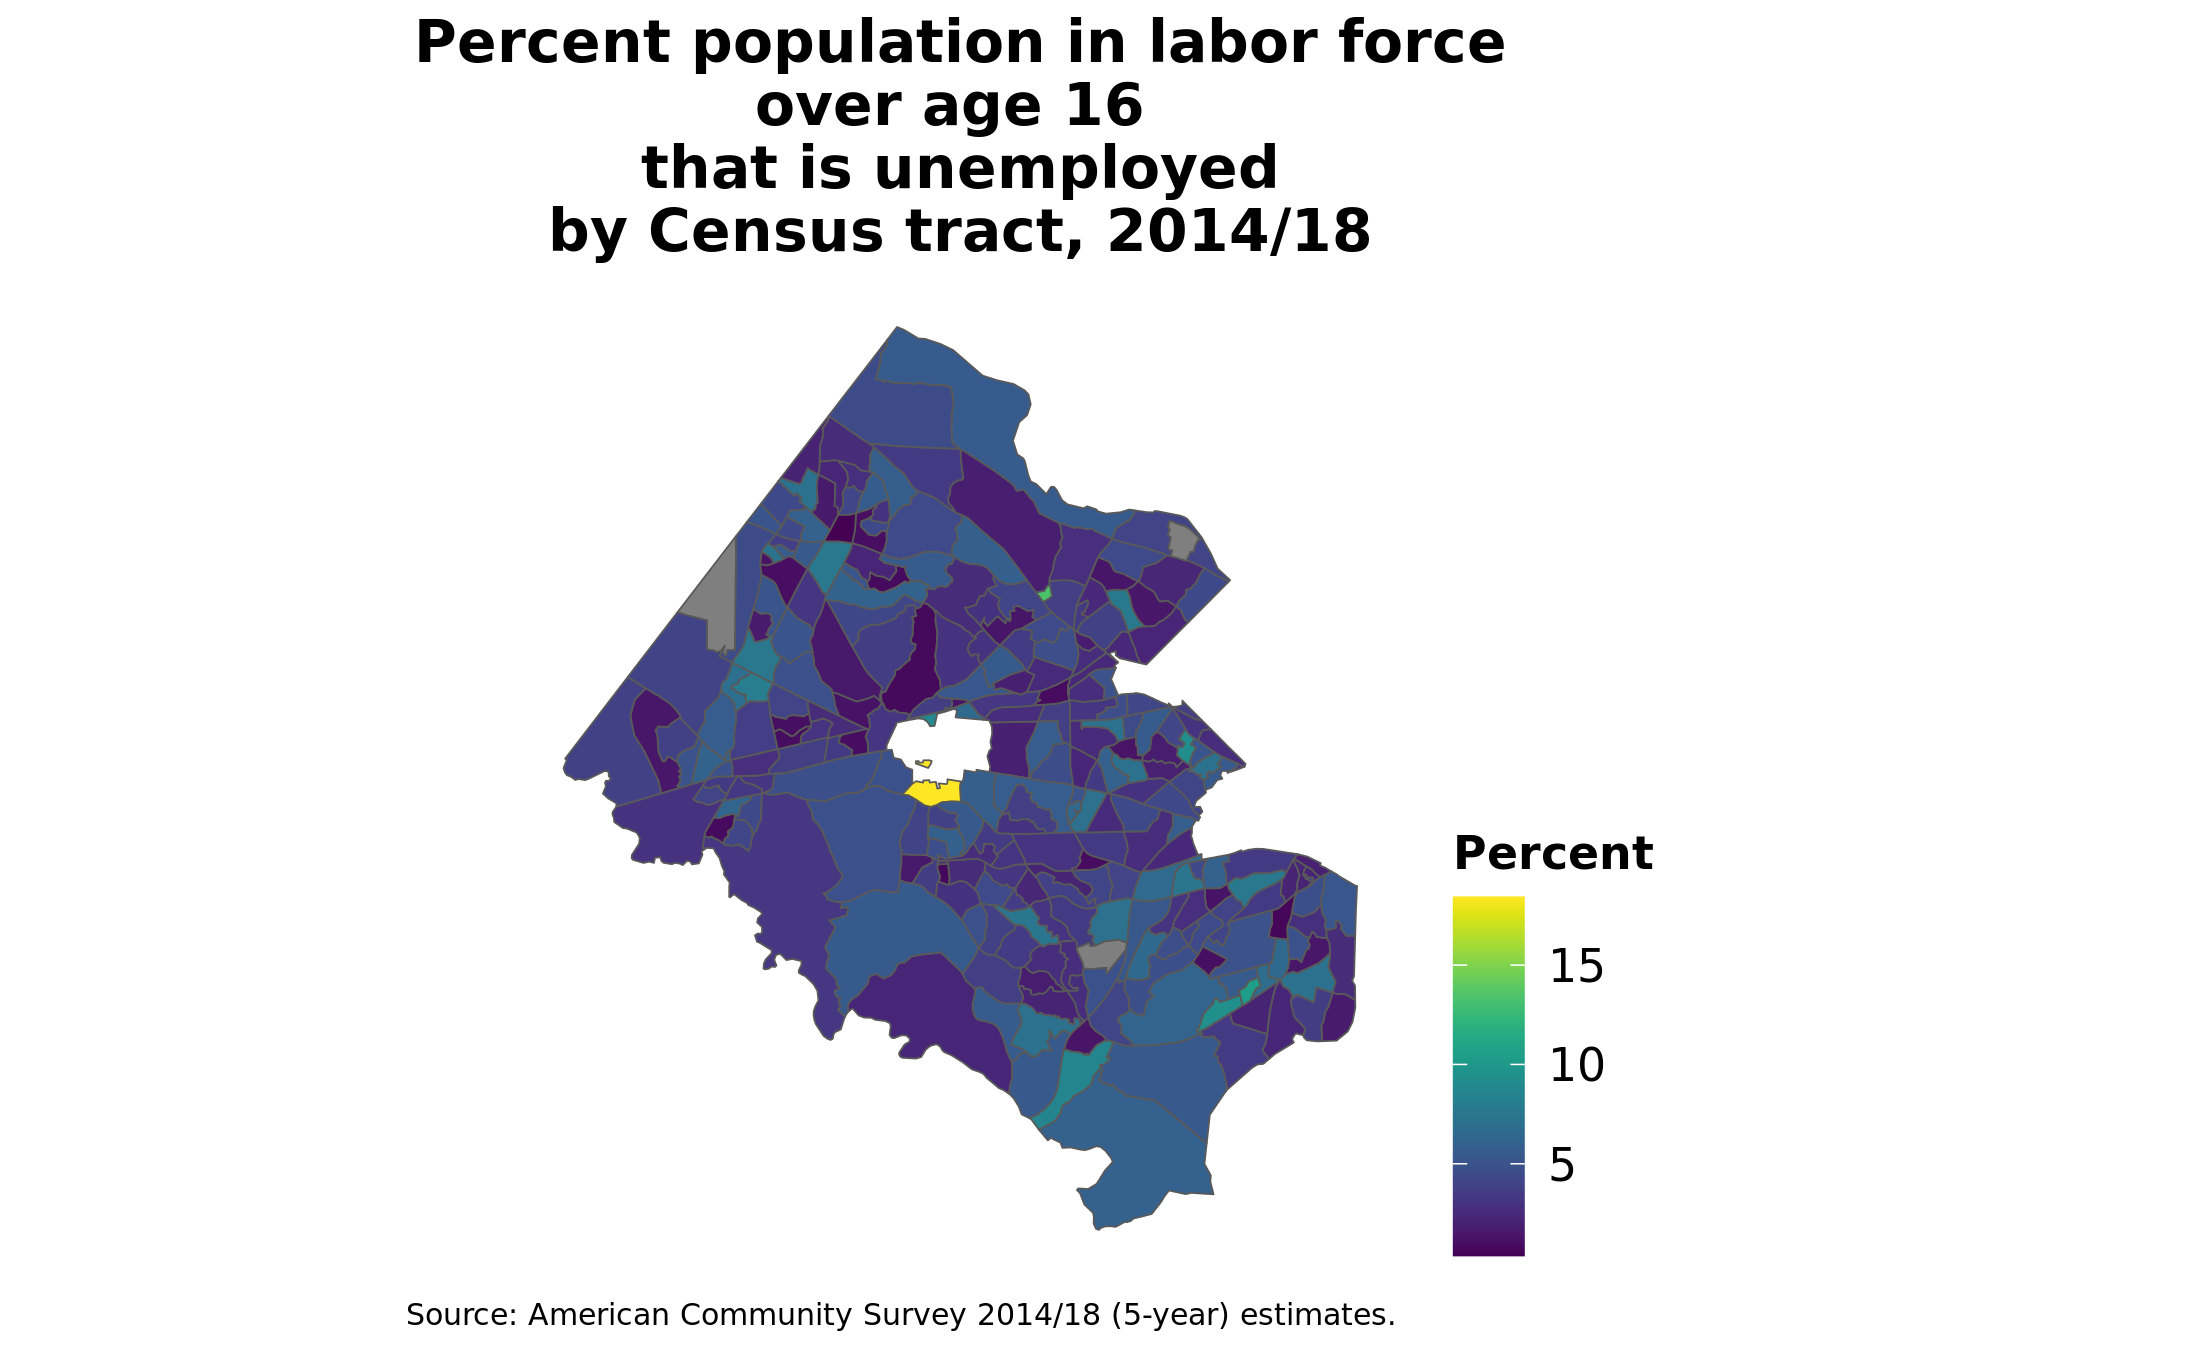 Percent population in labor force
over age 16
that is unemployed
by Census tract, 2014/18
Percent
15
10
5
Source: American Community Survey 2014/18 (5-year) estimates.